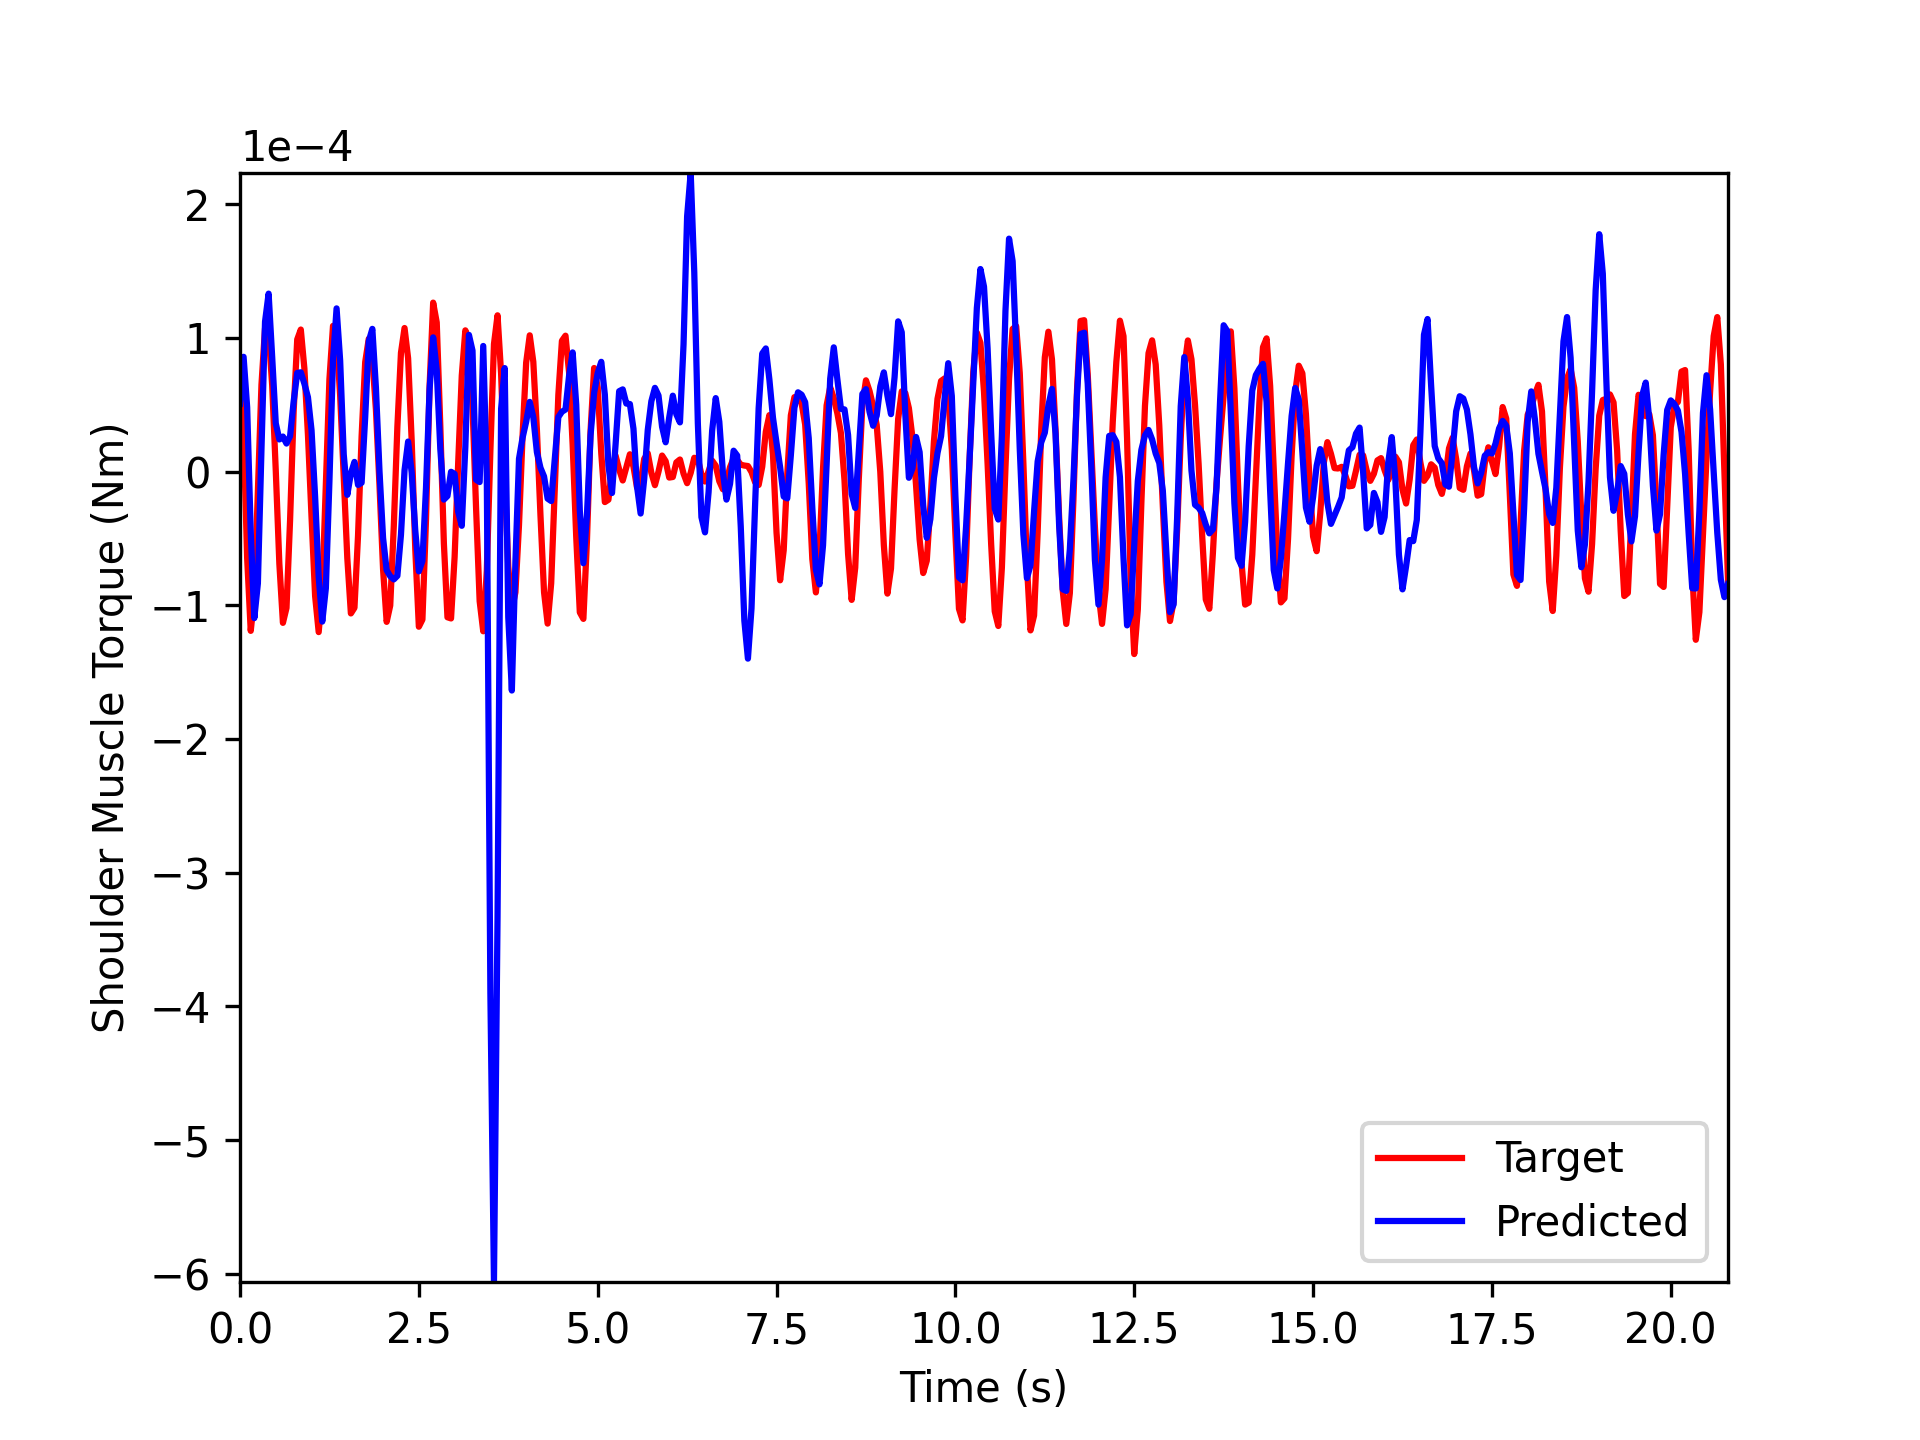 1e−4
2
1
0
−1
−2
−3
−4
−5
−6
Shoulder Muscle Torque (Nm)
Target
Predicted
0.0 2.5 5.0 7.5 10.0 12.5 15.0 17.5 20.0
Time (s)